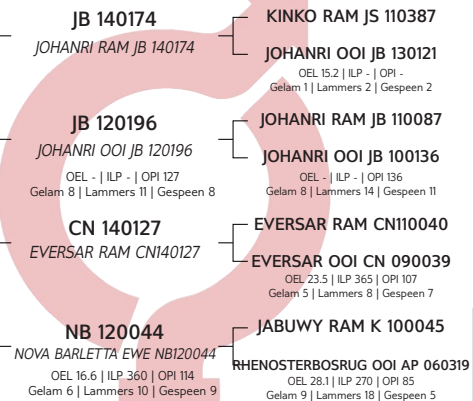 JB 140174
JOHANRI RAM JB 140174
KINKO RAM JS 110387
JOHANRI OOI JB 130121
OEL 15.2 | ILP - | OPI -
Gelam 1 | Lammers 2 | Gespeen 2
JB 120196
JOHANRI OOI JB 120196
OEL - | ILP - | OPI 127
Gelam 8 | Lammers 11 | Gespeen 8
JOHANRI RAM JB 110087
JOHANRI OOI JB 100136
OEL - | ILP - | OPI 136
Gelam 8 | Lammers 14 | Gespeen 11
CN 140127
EVERSAR RAM CN140127
EVERSAR RAM CN110040
EVERSAR OOI CN 090039
OEL 23.5 | ILP 365 | OPI 107
Gelam 5 | Lammers 8 | Gespeen 7
NB 120044
NOVA BARLETTA EWE NB120044
OEL 16.6 | ILP 360 | OPI 114
Gelam 6 | Lammers 10 | Gespeen 9
JABUWY RAM K 100045
RHENOSTERBOSRUG OOI AP 060319
OEL 28.1 | ILP 270 | OPI 85
Gelam 9 | Lammers 18 | Gespeen 5